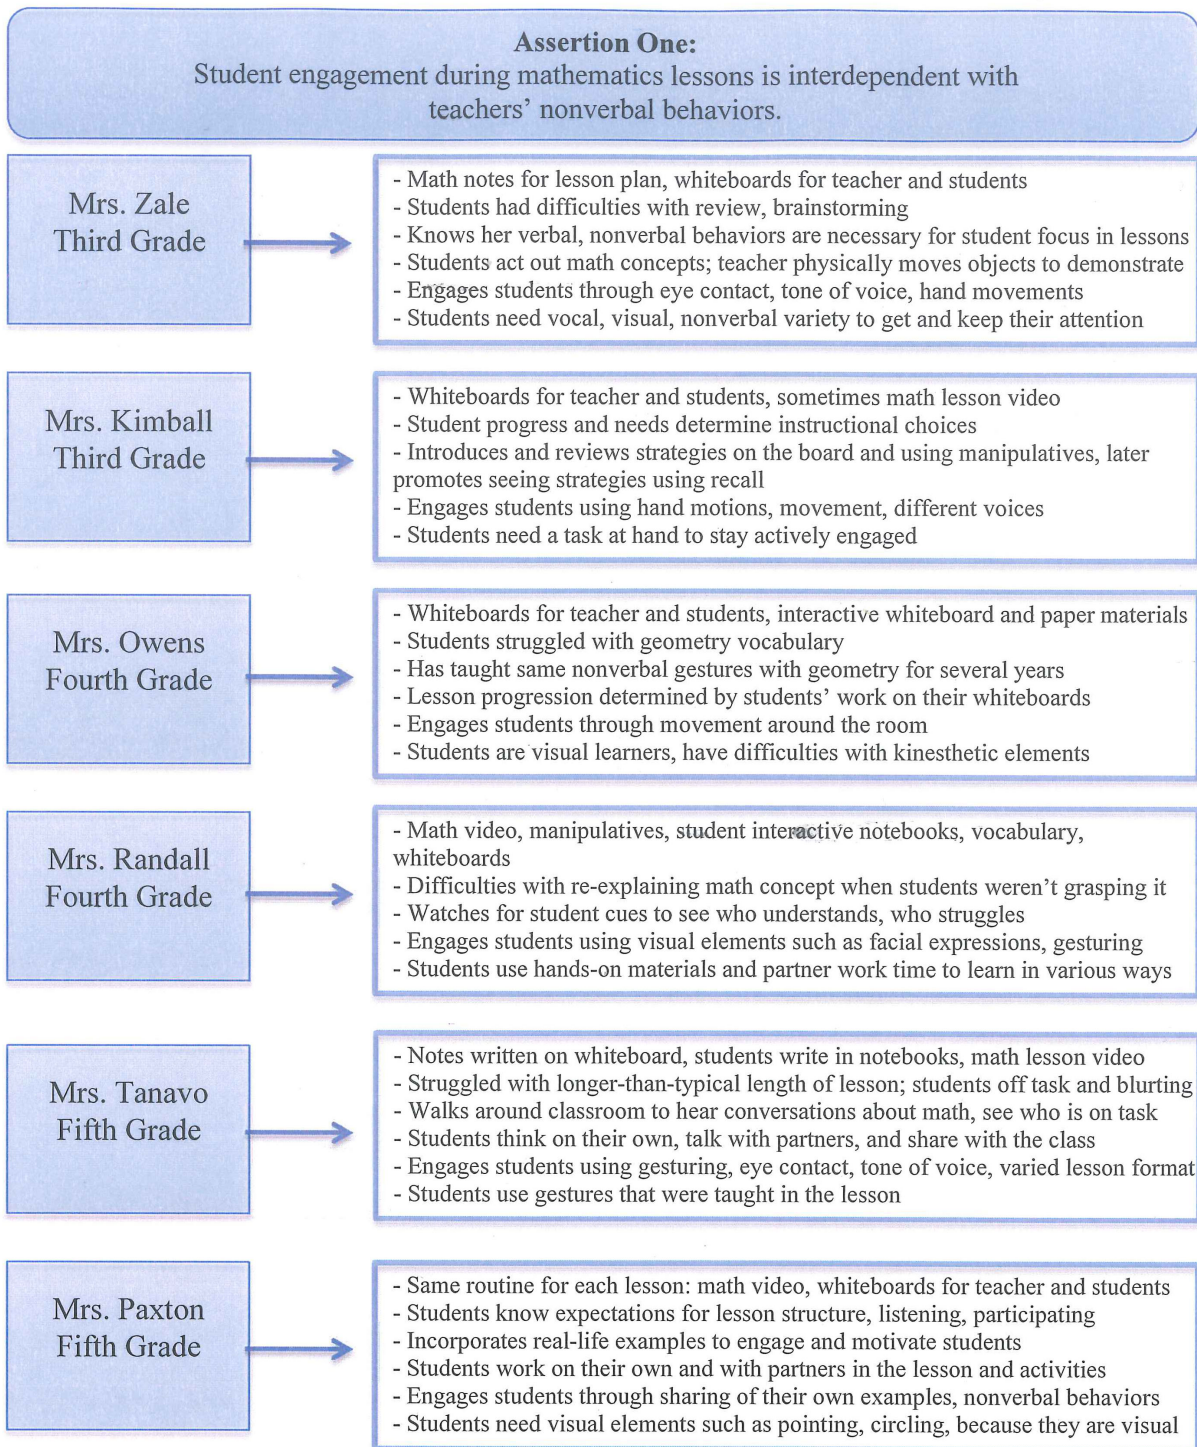 Assertion One:
Student engagement during mathematics lessons is interdependent with
teachers’ nonverbal behaviors.
Mrs. Zale
Third Grade
- Math notes for lesson plan, whiteboards for teacher and students
- Students had difficulties with review, brainstorming
- Knows her verbal, nonverbal behaviors are necessary for student focus in lessons
- Students act out math concepts; teacher physically moves objects to demonstrate
- Engages students through eye contact, tone of voice, hand movements
- Students need vocal, visual, nonverbal variety to get and keep their attention
Mrs. Kimball
Third Grade
- Whiteboards for teacher and students, sometimes math lesson video
- Student progress and needs determine instructional choices
- Introduces and reviews strategies on the board and using manipulatives, later
promotes seeing strategies using recall
- Engages students using hand motions, movement, different voices
- Students need a task at hand to stay actively engaged
Mrs. Owens
Fourth Grade
- Whiteboards for teacher and students, interactive whiteboard and paper materials
- Students struggled with geometry vocabulary
- Has taught same nonverbal gestures with geometry for several years
- Lesson progression determined by students’ work on their whiteboards
- Engages students through movement around the room
- Students are visual learners, have difficulties with kinesthetic elements
Mrs. Randall
Fourth Grade
- Math video, manipulatives, student interactive notebooks, vocabulary,
whiteboards
- Difficulties with re-explaining math concept when students weren’t grasping it
- Watches for student cues to see who understands, who struggles
- Engages students using visual elements such as facial expressions, gesturing
- Students use hands-on materials and partner work time to learn in various ways
Mrs. Tanavo
Fifth Grade
- Notes written on whiteboard, students write in notebooks, math lesson video
- Struggled with longer-than-typical length of lesson; students off task and blurting
- Walks around classroom to hear conversations about math, see who is on task
- Students think on their own, talk with partners, and share with the class
- Engages students using gesturing, eye contact, tone of voice, varied lesson format
- Students use gestures that were taught in the lesson
Mrs. Paxton
Fifth Grade
- Same routine for each lesson: math video, whiteboards for teacher and students
- Students know expectations for lesson structure, listening, participating
- Incorporates real-life examples to engage and motivate students
- Students work on their own and with partners in the lesson and activities
- Engages students through sharing of their own examples, nonverbal behaviors
- Students need visual elements such as pointing, circling, because they are visual